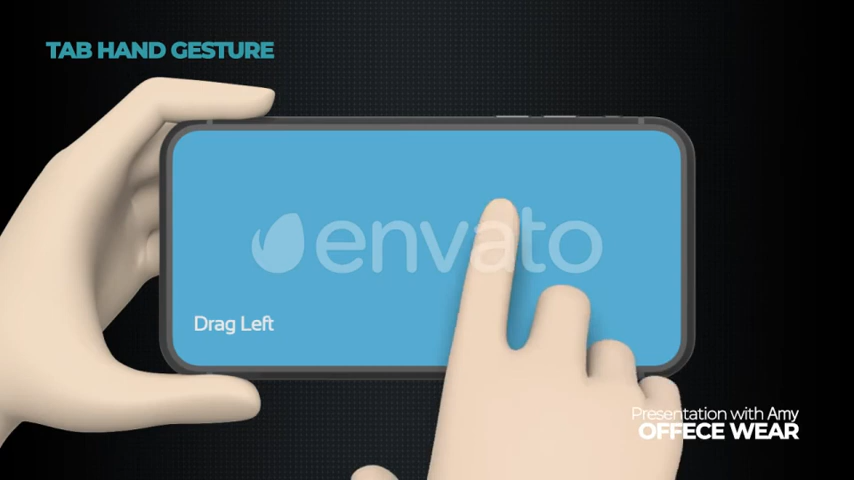 TAB HAND GESTURE
envato
Drag Left
Presentation with Amy
OFFECE WEAR